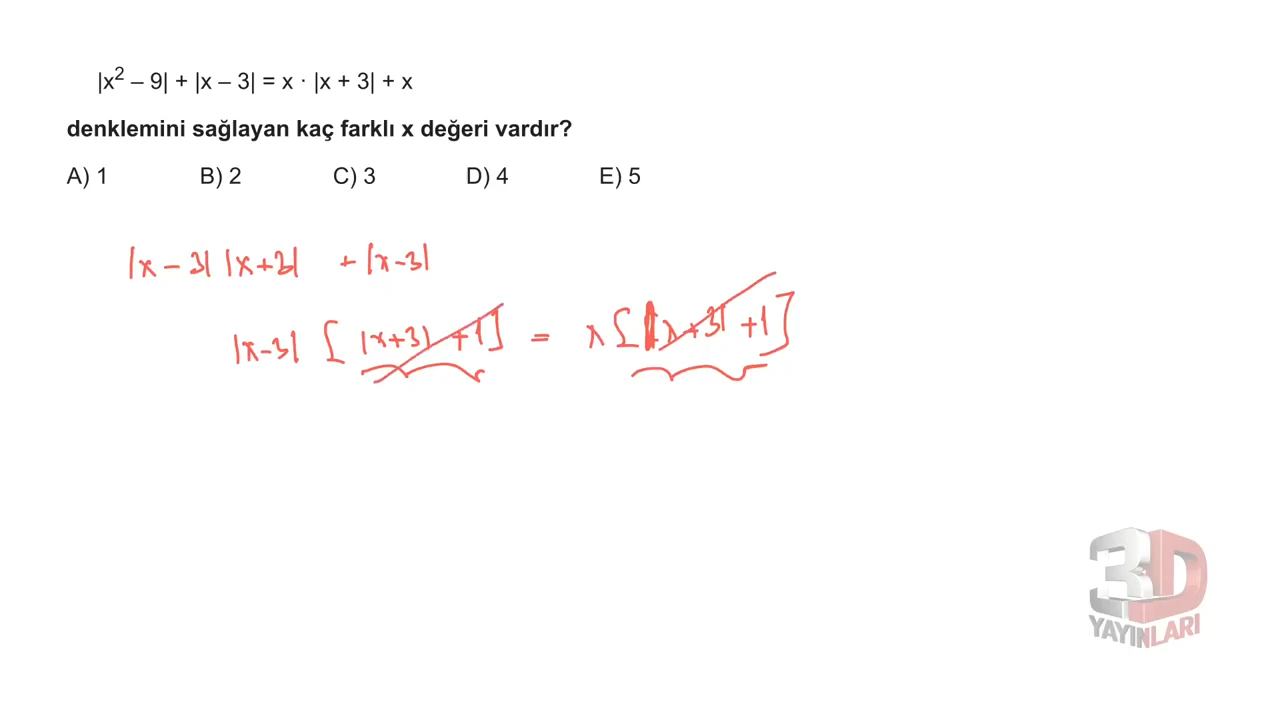 |x² – 9| + |x – 3| = x · |x + 3| + x
denklemini sağlayan kaç farklı x değeri vardır?
A) 1 B) 2 C) 3 D) 4 E) 5
|x – 3| |x+3| + |x-3|
|x-3| [ |x+3| + 1 ] = x [ |x+3| + 1 ]
3D
YAYINLARI